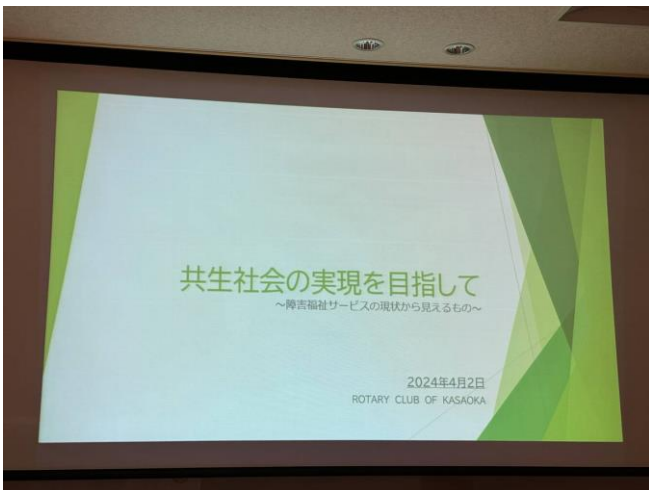 共生社会の実現を目指して
～障害福祉サービスの現状から見えるもの～
2024年4月2日
ROTARY CLUB OF KASAOKA